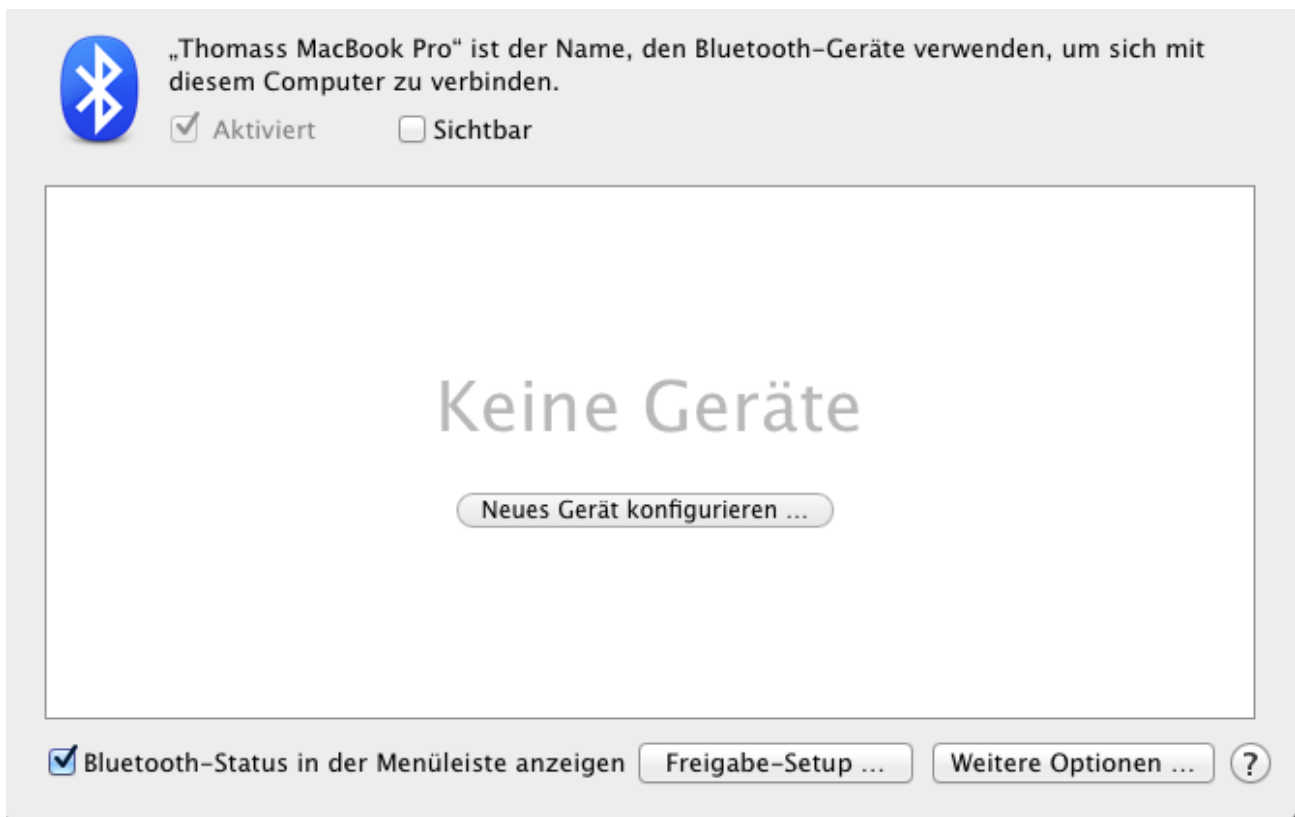 „Thomass MacBook Pro“ ist der Name, den Bluetooth-Geräte verwenden, um sich mit
diesem Computer zu verbinden.
Aktiviert Sichtbar
Keine Geräte
Neues Gerät konfigurieren ...
Bluetooth-Status in der Menüleiste anzeigen Freigabe-Setup ... Weitere Optionen ... ?